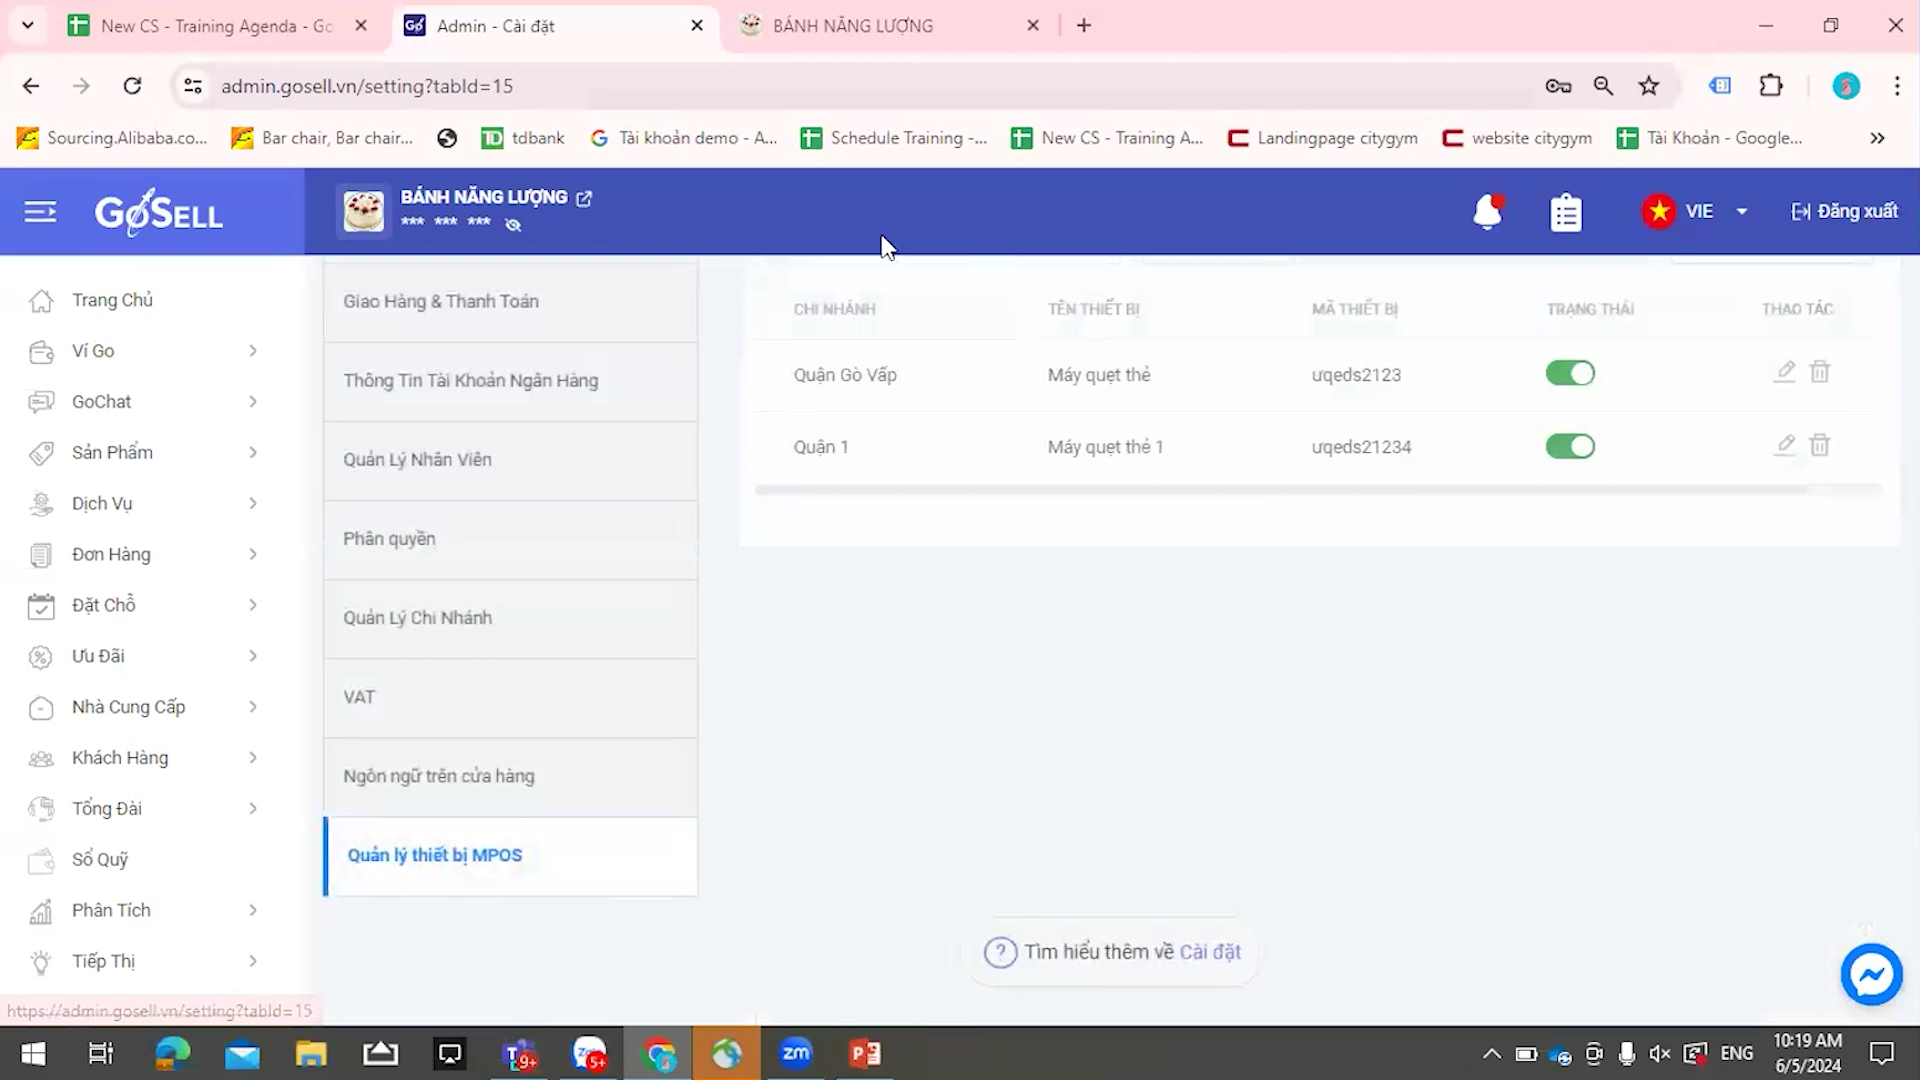 New CS - Training Agenda - Go
Admin - Cài đặt
BÁNH NĂNG LƯỢNG
admin.gosell.vn/setting?tabId=15
Sourcing.Alibaba.co...
Bar chair, Bar chair...
tdbank
Tài khoản demo - A...
Schedule Training -...
New CS - Training A...
Landingpage citygym
website citygym
Tài Khoản - Google...
GOSELL
BÁNH NĂNG LƯỢNG
*** *** ***
VIE
Đăng xuất
Trang Chủ
Ví Go
GoChat
Sản Phẩm
Dịch Vụ
Đơn Hàng
Đặt Chỗ
Ưu Đãi
Nhà Cung Cấp
Khách Hàng
Tổng Đài
Sổ Quỹ
Phân Tích
Tiếp Thị
Giao Hàng & Thanh Toán
Thông Tin Tài Khoản Ngân Hàng
Quản Lý Nhân Viên
Phân quyền
Quản Lý Chi Nhánh
VAT
Ngôn ngữ trên cửa hàng
Quản lý thiết bị MPOS
CHI NHÁNH TÊN THIẾT BỊ MÃ THIẾT BỊ TRẠNG THÁI THAO TÁC
Quận Gò Vấp Máy quẹt thẻ uqeds2123
Quận 1 Máy quẹt thẻ 1 uqeds21234
Tìm hiểu thêm về Cài đặt
https://admin.gosell.vn/setting?tabId=15
9+
5+
zm
ENG
10:19 AM
6/5/2024